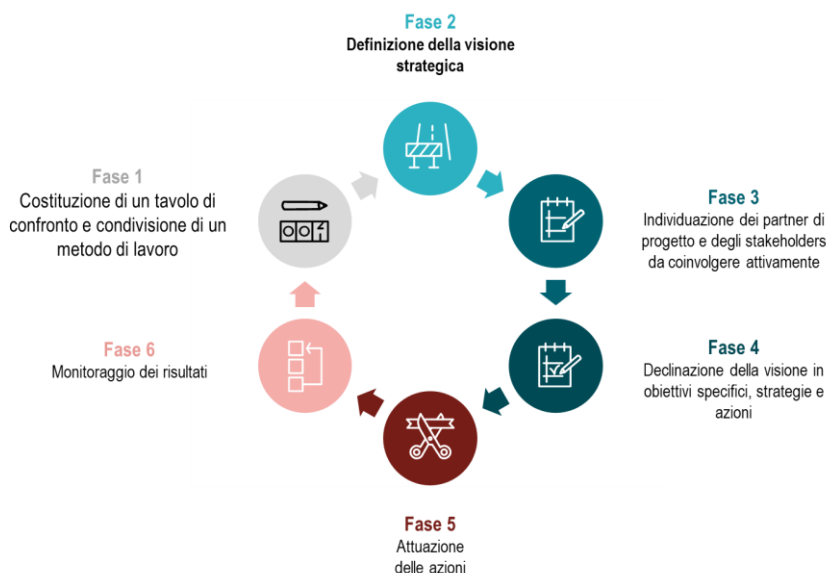 Fase 1
Costituzione di un tavolo di
confronto e condivisione di un
metodo di lavoro
Fase 2
Definizione della visione
strategica
Fase 3
Individuazione dei partner di
progetto e degli stakeholders
da coinvolgere attivamente
Fase 4
Declinazione della visione in
obiettivi specifici, strategie e
azioni
Fase 5
Attuazione
delle azioni
Fase 6
Monitoraggio dei risultati